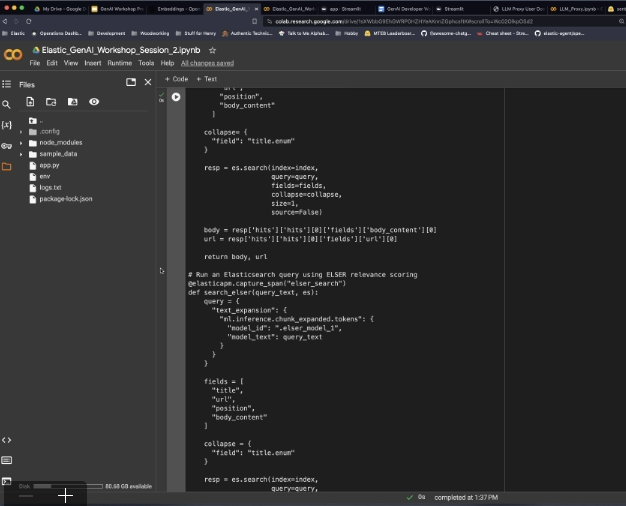 My Drive - Google D
GenAI Workshop Pr
Elastic_GenAI_W
Elastic_GenAI_Wor
app · Streamlit
GenAI Developer W
Streamlit
LLM Proxy User Do
LLM_Proxy.ipynb
colab.research.google.com
Elastic
Operations Dashbo
Development
Workday
Stuff for Henry
Authentic Technic
Talk to Me Alphab
Hobby
MTEB Leaderboar
Awesome-chatg
Cheat sheet - Stre
elastic-agent/spe
Elastic_GenAI_Workshop_Session_2.ipynb
File Edit View Insert Runtime Tools Help All changes saved
Files
+ Code + Text
..
.config
node_modules
sample_data
app.py
env
logs.txt
package-lock.json
0s
"url",
"position",
"body_content"
]
collapse= {
"field": "title.enum"
}
resp = es.search(index=index,
query=query,
fields=fields,
collapse=collapse,
size=1,
source=False)
body = resp['hits']['hits'][0]['fields']['body_content'][0]
url = resp['hits']['hits'][0]['fields']['url'][0]
return body, url
# Run an Elasticsearch query using ELSER relevance scoring
@elasticapm.capture_span("elser_search")
def search_elser(query_text, es):
query = {
"text_expansion": {
"ml.inference.chunk_expanded.tokens": {
"model_id": ".elser_model_1",
"model_text": query_text
}
}
}
fields = [
"title",
"url",
"position",
"body_content"
]
collapse = {
"field": "title.enum"
}
resp = es.search(index=index,
query=query,
Disk 80.68 GB available
0s completed at 1:37 PM